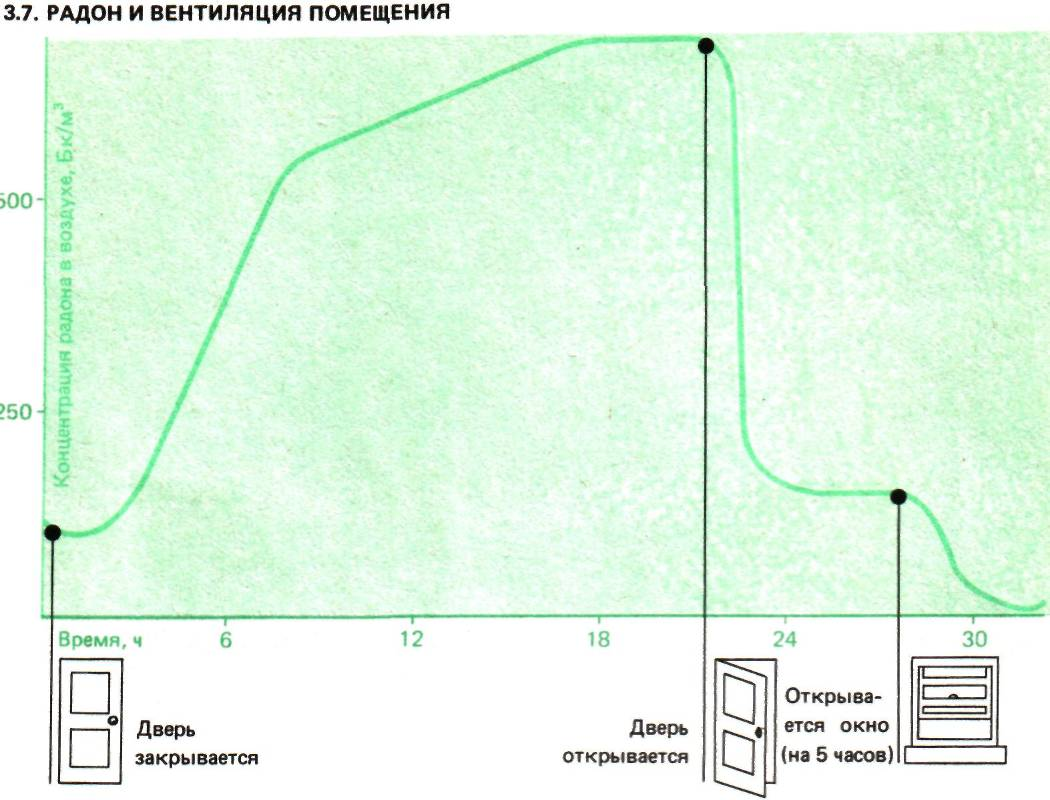 3.7. РАДОН И ВЕНТИЛЯЦИЯ ПОМЕЩЕНИЯ
Концентрация радона в воздухе, Бк/м³
500
250
Время, ч 6 12 18 24 30
Дверь
закрывается
Дверь
открывается
Открыва-
ется окно
(на 5 часов)